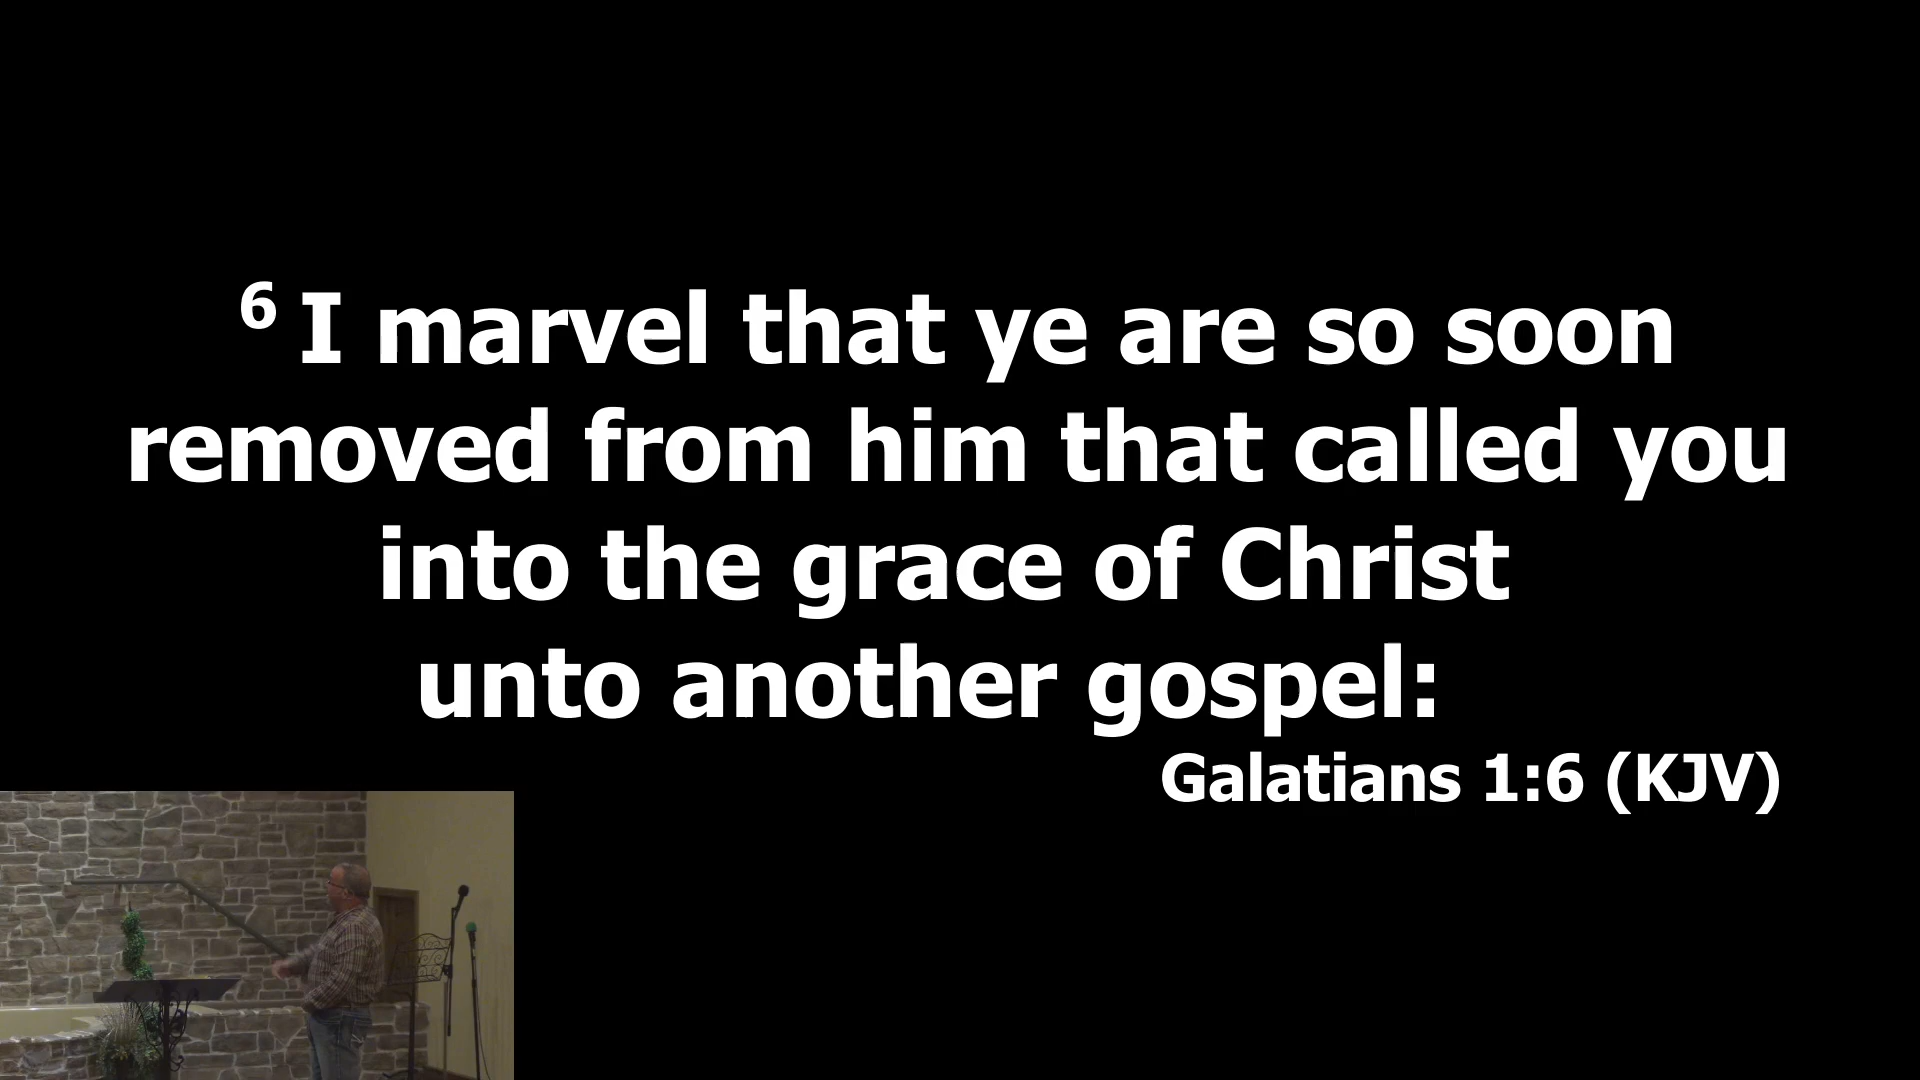 6 I marvel that ye are so soon
removed from him that called you
into the grace of Christ
unto another gospel:
Galatians 1:6 (KJV)